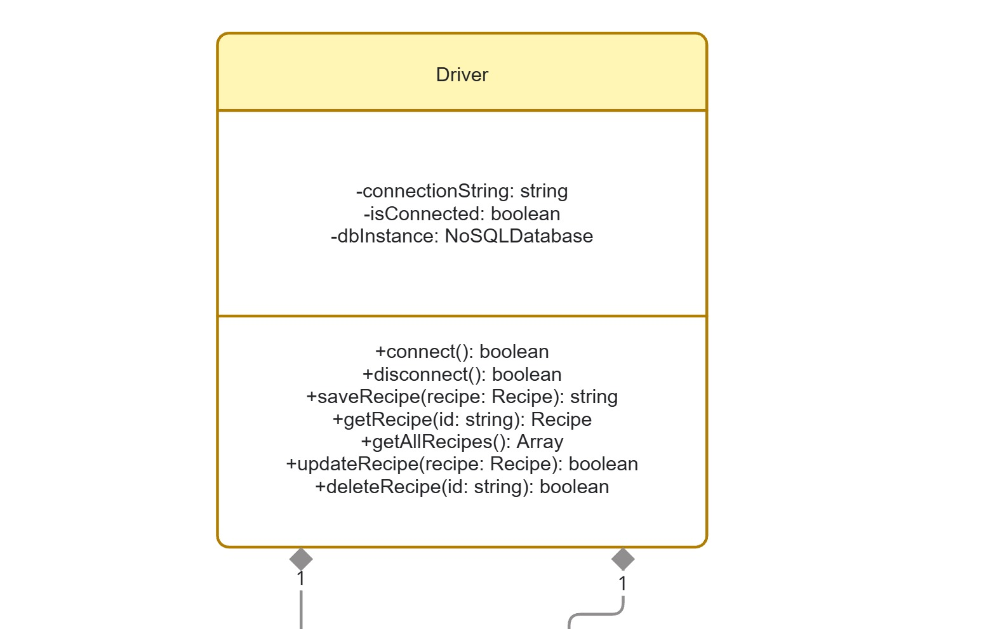 Driver
-connectionString: string
-isConnected: boolean
-dbInstance: NoSQLDatabase
+connect(): boolean
+disconnect(): boolean
+saveRecipe(recipe: Recipe): string
+getRecipe(id: string): Recipe
+getAllRecipes(): Array
+updateRecipe(recipe: Recipe): boolean
+deleteRecipe(id: string): boolean
1
1